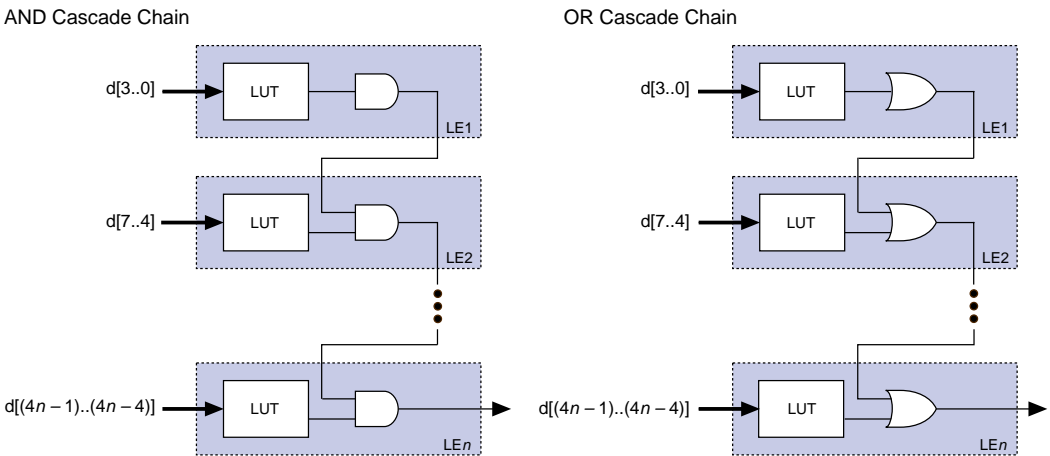 AND Cascade Chain
d[3..0]
LUT
LE1
d[7..4]
LUT
LE2
d[(4n – 1)..(4n – 4)]
LUT
LEn
OR Cascade Chain
d[3..0]
LUT
LE1
d[7..4]
LUT
LE2
d[(4n – 1)..(4n – 4)]
LUT
LEn